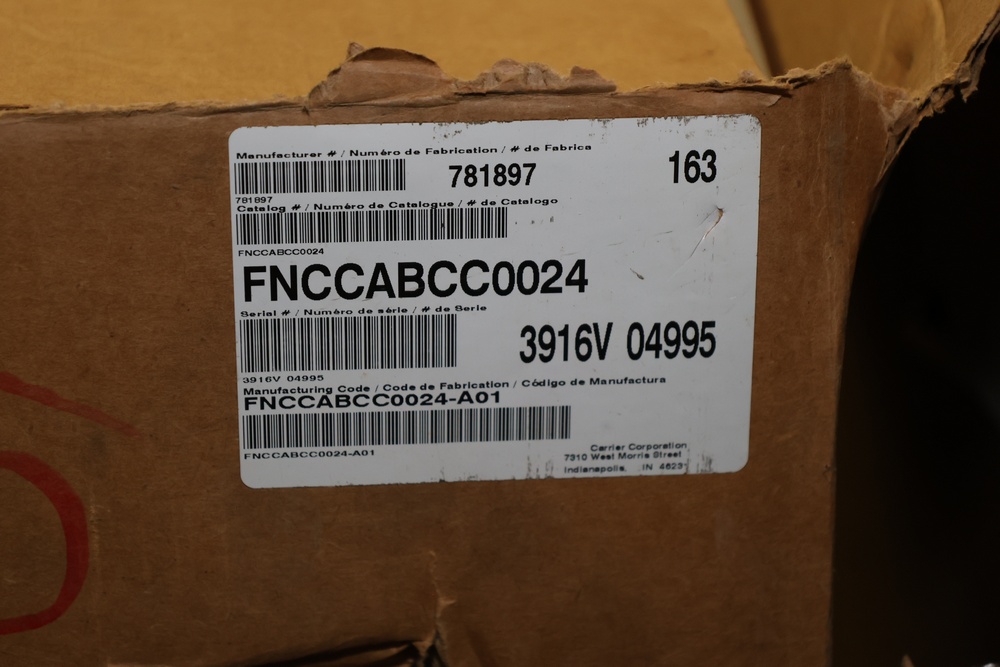 Manufacturer # / Numéro de Fabrication / # de Fabrica
781897 163
781897
Catalog # / Numéro de Catalogue / # de Catalogo
FNCCABCC0024
FNCCABCC0024
Serial # / Numéro de série / # de Serie
3916V 04995
3916V 04995
Manufacturing Code / Code de Fabrication / Código de Manufactura
FNCCABCC0024-A01
FNCCABCC0024-A01
Carrier Corporation
7310 West Morris Street
Indianapolis, IN